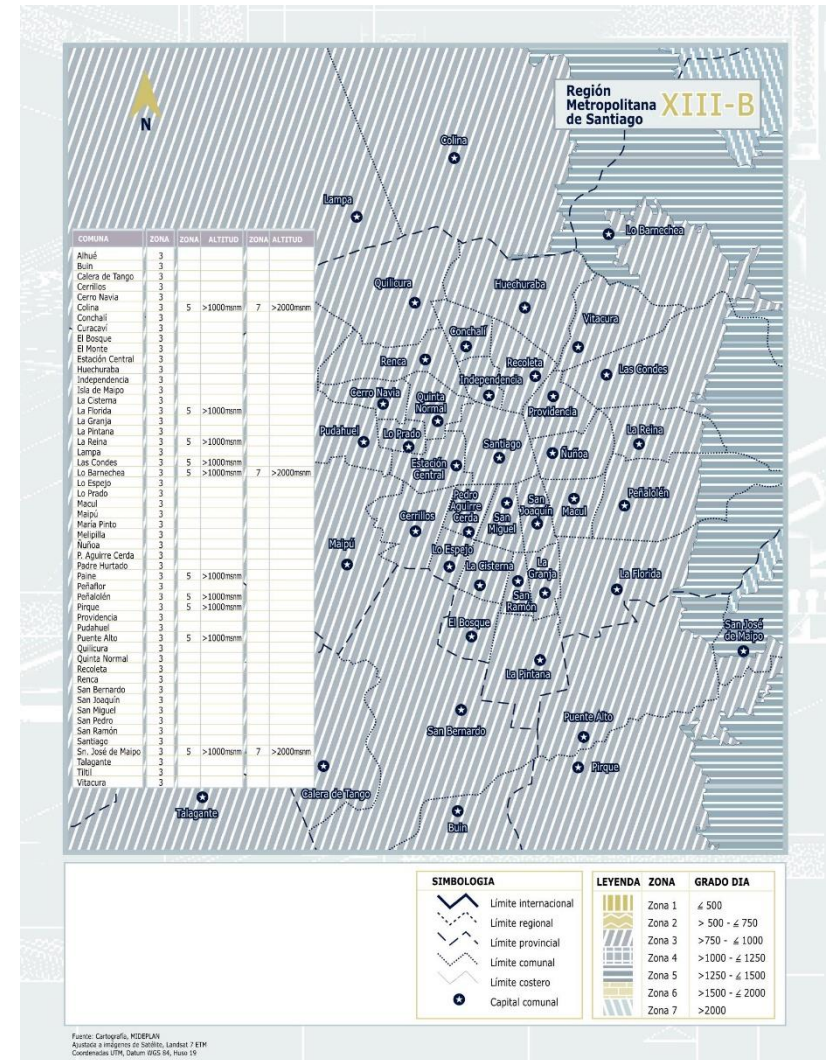 Región
Metropolitana
de Santiago
XIII-B
N
Colina
Lampa
Lo Barnechea
COMUNA ZONA ZONA ALTITUD ZONA ALTITUD
Alhué 3
Buin 3
Calera de Tango 3
Cerrillos 3
Cerro Navia 3
Colina 3 5 >1000msnm 7 >2000msnm
Conchalí 3
Curacaví 3
El Bosque 3
El Monte 3
Estación Central 3
Huechuraba 3
Independencia 3
Isla de Maipo 3
La Cisterna 3
La Florida 3 5 >1000msnm
La Granja 3
La Pintana 3
La Reina 3 5 >1000msnm
Lampa 3
Las Condes 3 5 >1000msnm
Lo Barnechea 3 5 >1000msnm 7 >2000msnm
Lo Espejo 3
Lo Prado 3
Macul 3
Maipú 3
María Pinto 3
Melipilla 3
Ñuñoa 3
P. Aguirre Cerda 3
Padre Hurtado 3
Paine 3 5 >1000msnm
Peñaflor 3
Peñalolén 3 5 >1000msnm
Pirque 3 5 >1000msnm
Providencia 3
Pudahuel 3
Puente Alto 3 5 >1000msnm
Quilicura 3
Quinta Normal 3
Recoleta 3
Renca 3
San Bernardo 3
San Joaquín 3
San Miguel 3
San Pedro 3
San Ramón 3
Santiago 3
Sn. José de Maipo 3 5 >1000msnm 7 >2000msnm
Talagante 3
Tiltil 3
Vitacura 3
Quilicura
Huechuraba
Vitacura
Conchalí
Renca
Recoleta
Las Condes
Independencia
Cerro Navia
Quinta
Normal
Providencia
Pudahuel
Lo Prado
Santiago
La Reina
Ñuñoa
Estación
Central
Pedro
Aguirre
Cerda
San
Miguel
San
Joaquín
Macul
Peñalolén
Cerrillos
Maipú
Lo Espejo
La Cisterna
La
Granja
La Florida
San
Ramón
El Bosque
San José
de Maipo
La Pintana
San Bernardo
Puente Alto
Pirque
Calera de Tango
Talagante
Buin
SIMBOLOGIA
Límite internacional
Límite regional
Límite provincial
Límite comunal
Límite costero
Capital comunal
LEYENDA ZONA GRADO DIA
Zona 1 ≤ 500
Zona 2 > 500 - ≤ 750
Zona 3 >750 - ≤ 1000
Zona 4 >1000 - ≤ 1250
Zona 5 >1250 - ≤ 1500
Zona 6 >1500 - ≤ 2000
Zona 7 >2000
Fuente: Cartografía, MIDEPLAN
Ajustada a imágenes de Satélite, Landsat 7 ETM
Coordenadas UTM, Datum WGS 84, Huso 19